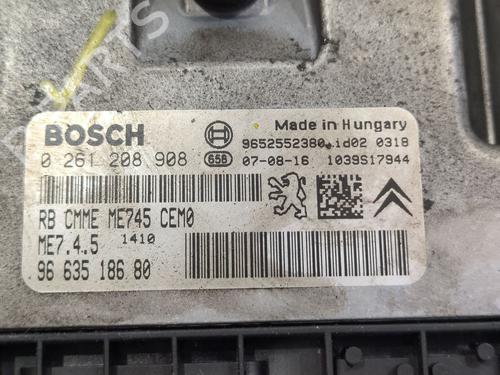 BOSCH
Made in Hungary
9652552380 id02 0318
0 261 208 908
658
07-08-16 1039S17944
RB CMME ME745 CEM0
ME7.4.5 1410
96 635 186 80